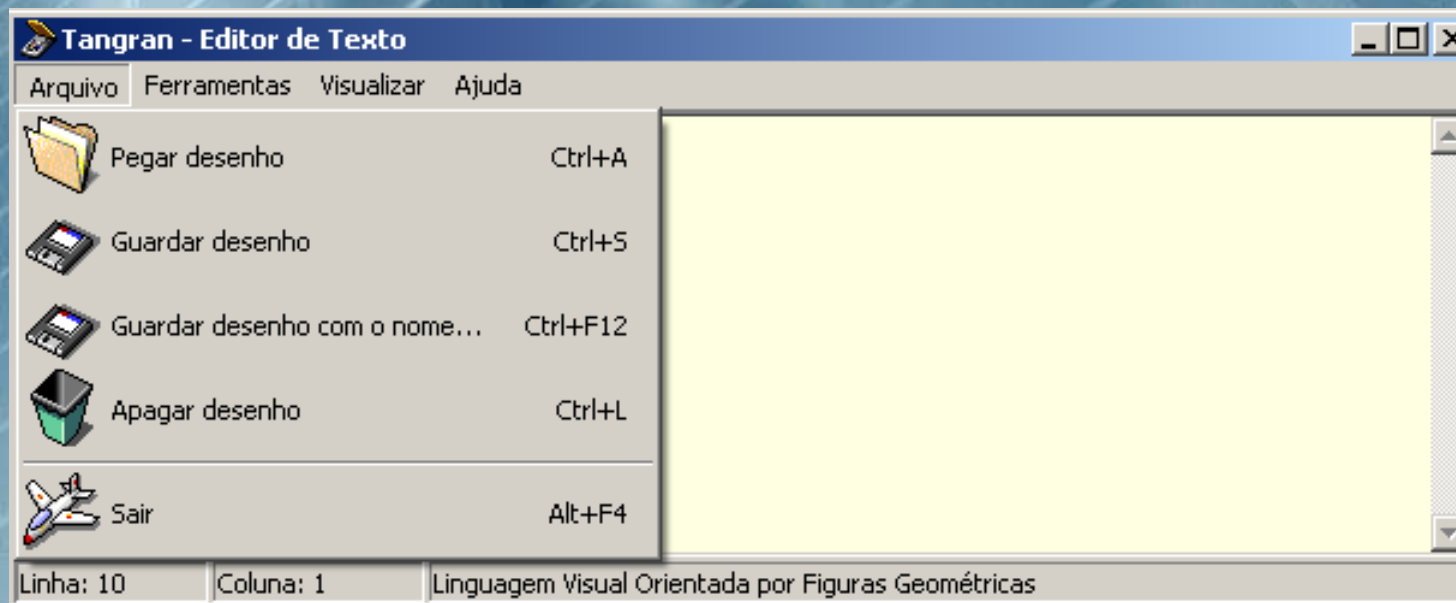 Tangran - Editor de Texto
Arquivo Ferramentas Visualizar Ajuda
Pegar desenho Ctrl+A
Guardar desenho Ctrl+S
Guardar desenho com o nome... Ctrl+F12
Apagar desenho Ctrl+L
Sair Alt+F4
Linha: 10 Coluna: 1 Linguagem Visual Orientada por Figuras Geométricas